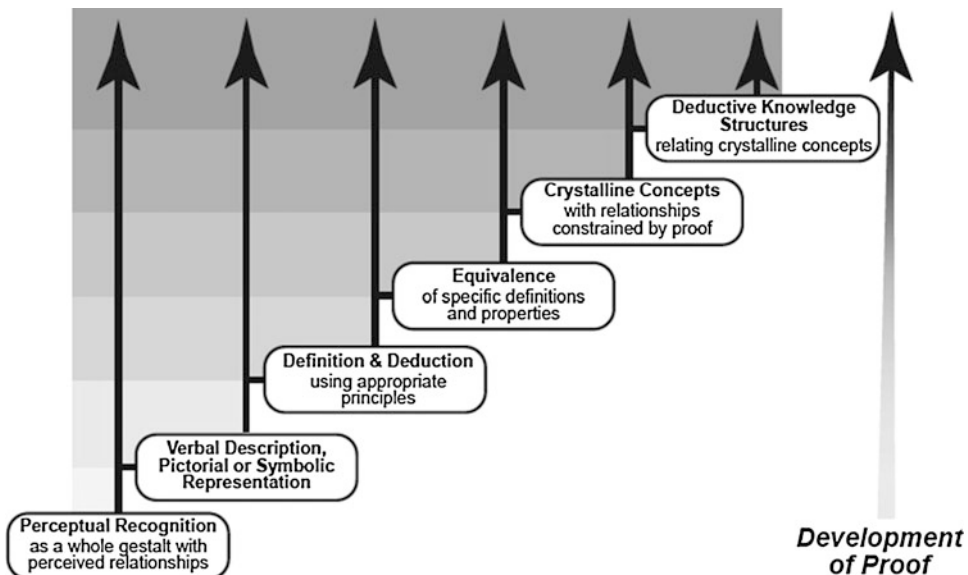 Deductive Knowledge
Structures
relating crystalline concepts
Crystalline Concepts
with relationships
constrained by proof
Equivalence
of specific definitions
and properties
Definition & Deduction
using appropriate
principles
Verbal Description,
Pictorial or Symbolic
Representation
Perceptual Recognition
as a whole gestalt with
perceived relationships
Development
of Proof